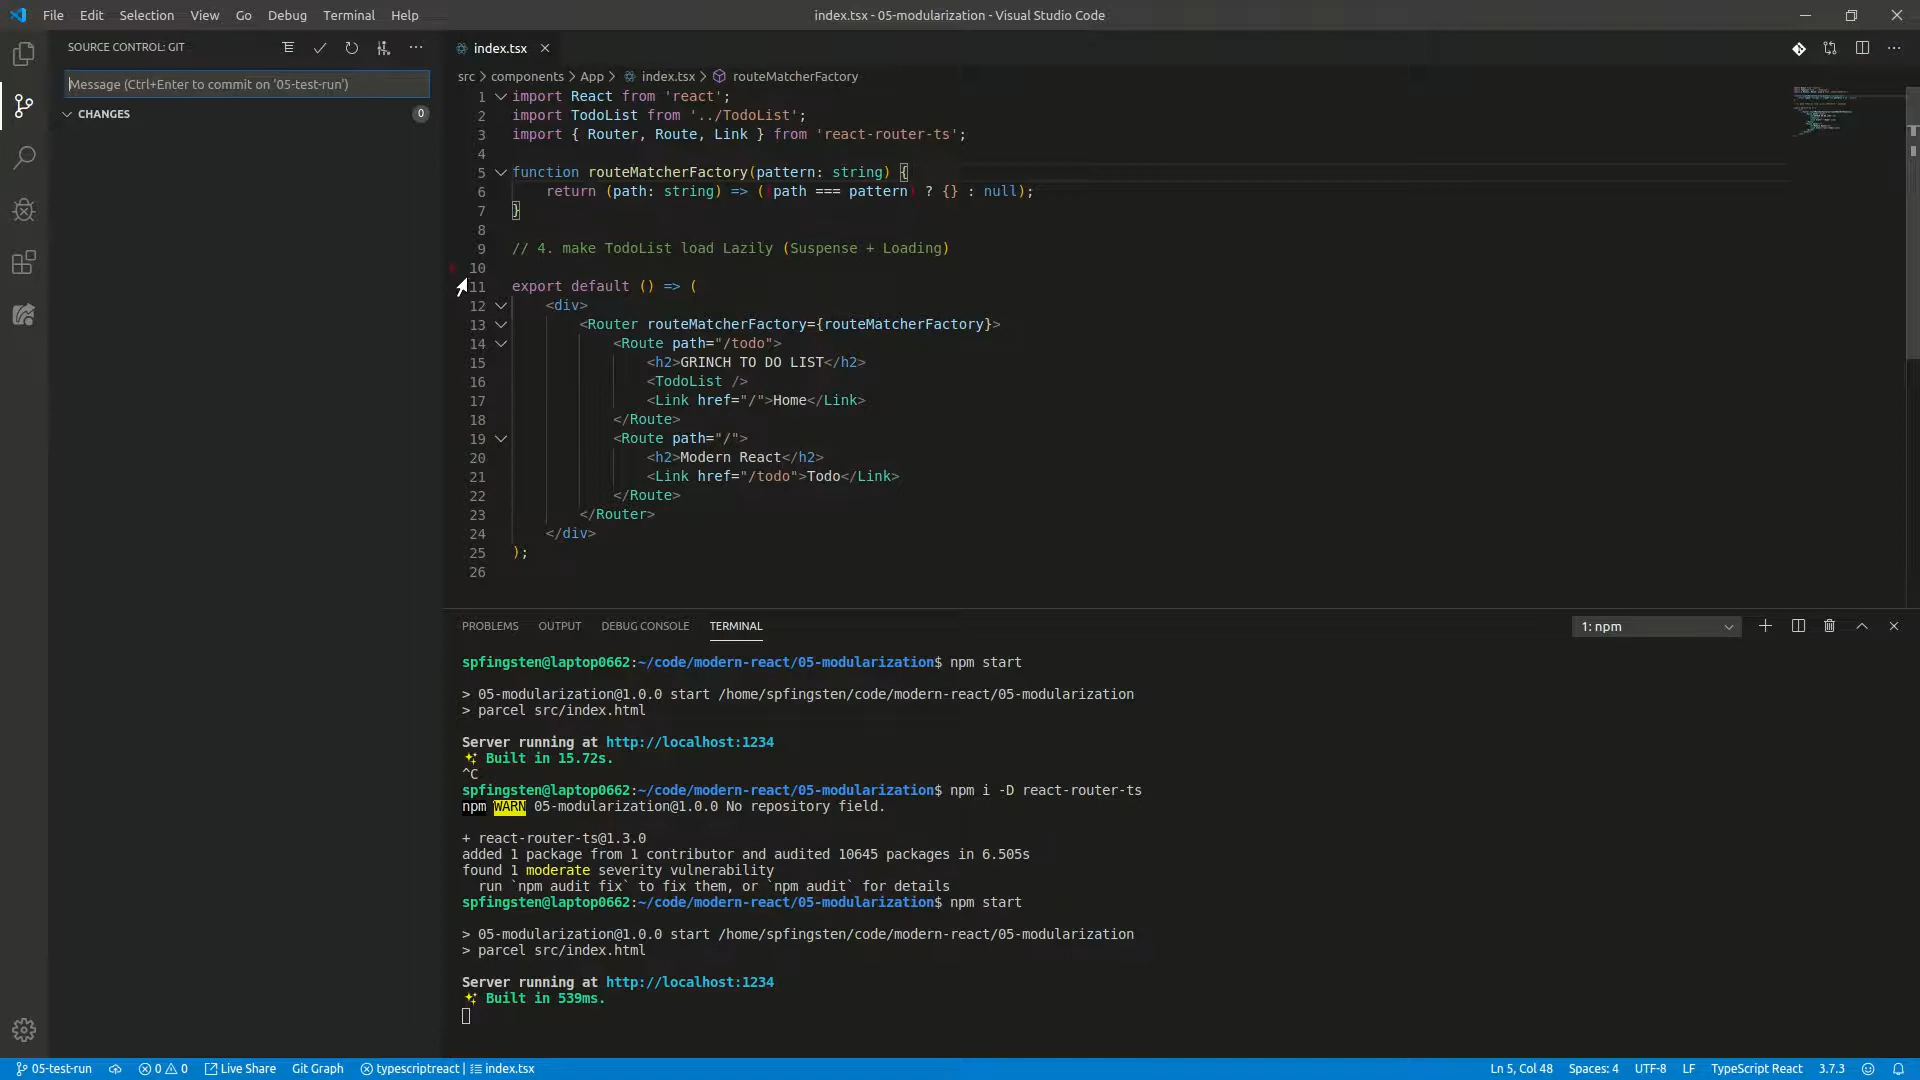 File Edit Selection View Go Debug Terminal Help
index.tsx - 05-modularization - Visual Studio Code
SOURCE CONTROL: GIT
Message (Ctrl+Enter to commit on '05-test-run')
CHANGES
0
index.tsx
src > components > App > index.tsx > routeMatcherFactory
1 import React from 'react';
2 import TodoList from '../TodoList';
3 import { Router, Route, Link } from 'react-router-ts';
4
5 function routeMatcherFactory(pattern: string) {
6 return (path: string) => ( path === pattern) ? {} : null);
7 }
8
9 // 4. make TodoList load Lazily (Suspense + Loading)
10
11 export default () => (
12 <div>
13 <Router routeMatcherFactory={routeMatcherFactory}>
14 <Route path="/todo">
15 <h2>GRINCH TO DO LIST</h2>
16 <TodoList />
17 <Link href="/">Home</Link>
18 </Route>
19 <Route path="/">
20 <h2>Modern React</h2>
21 <Link href="/todo">Todo</Link>
22 </Route>
23 </Router>
24 </div>
25 );
26
PROBLEMS OUTPUT DEBUG CONSOLE TERMINAL
1: npm
spfingsten@laptop0662:~/code/modern-react/05-modularization$ npm start
> 05-modularization@1.0.0 start /home/spfingsten/code/modern-react/05-modularization
> parcel src/index.html
Server running at http://localhost:1234
✨ Built in 15.72s.
^C
spfingsten@laptop0662:~/code/modern-react/05-modularization$ npm i -D react-router-ts
npm WARN 05-modularization@1.0.0 No repository field.
+ react-router-ts@1.3.0
added 1 package from 1 contributor and audited 10645 packages in 6.505s
found 1 moderate severity vulnerability
run `npm audit fix` to fix them, or `npm audit` for details
spfingsten@laptop0662:~/code/modern-react/05-modularization$ npm start
> 05-modularization@1.0.0 start /home/spfingsten/code/modern-react/05-modularization
> parcel src/index.html
Server running at http://localhost:1234
✨ Built in 539ms.
05-test-run 0 0 Live Share Git Graph typescriptreact | index.tsx
Ln 5, Col 48 Spaces: 4 UTF-8 LF TypeScript React 3.7.3